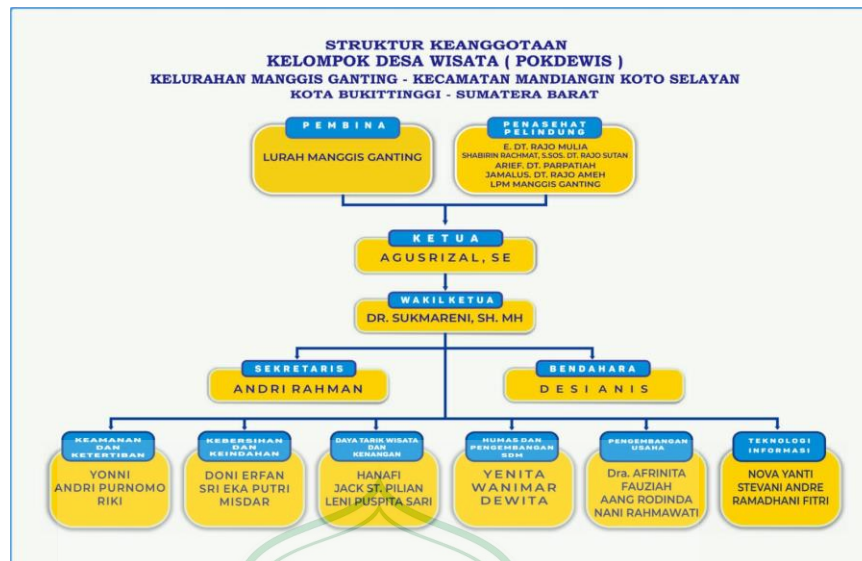 STRUKTUR KEANGGOTAAN
KELOMPOK DESA WISATA ( POKDEWIS )
KELURAHAN MANGGIS GANTING - KECAMATAN MANDIANGIN KOTO SELAYAN
KOTA BUKITTINGGI - SUMATERA BARAT
PEMBINA
LURAH MANGGIS GANTING
PENASEHAT
PELINDUNG
E. DT. RAJO MULIA
SHABIRIN RACHMAT, S.SOS. DT. RAJO SUTAN
ARIEF. DT. PARPATIAH
JAMALUS. DT. RAJO AMEH
LPM MANGGIS GANTING
KETUA
AGUSRIZAL, SE
WAKIL KETUA
DR. SUKMARENI, SH. MH
SEKRETARIS
ANDRI RAHMAN
BENDAHARA
DESI ANIS
KEAMANAN
DAN
KETERTIBAN
YONNI
ANDRI PURNOMO
RIKI
KEBERSIHAN
DAN
KEINDAHAN
DONI ERFAN
SRI EKA PUTRI
MISDAR
DAYA TARIK WISATA
DAN
KENANGAN
HANAFI
JACK ST. PILIAN
LENI PUSPITA SARI
HUMAS DAN
PENGEMBANGAN
SDM
YENITA
WANIMAR
DEWITA
PENGEMBANGAN
USAHA
Dra. AFRINITA
FAUZIAH
AANG RODINDA
NANI RAHMAWATI
TEKNOLOGI
INFORMASI
NOVA YANTI
STEVANI ANDRE
RAMADHANI FITRI